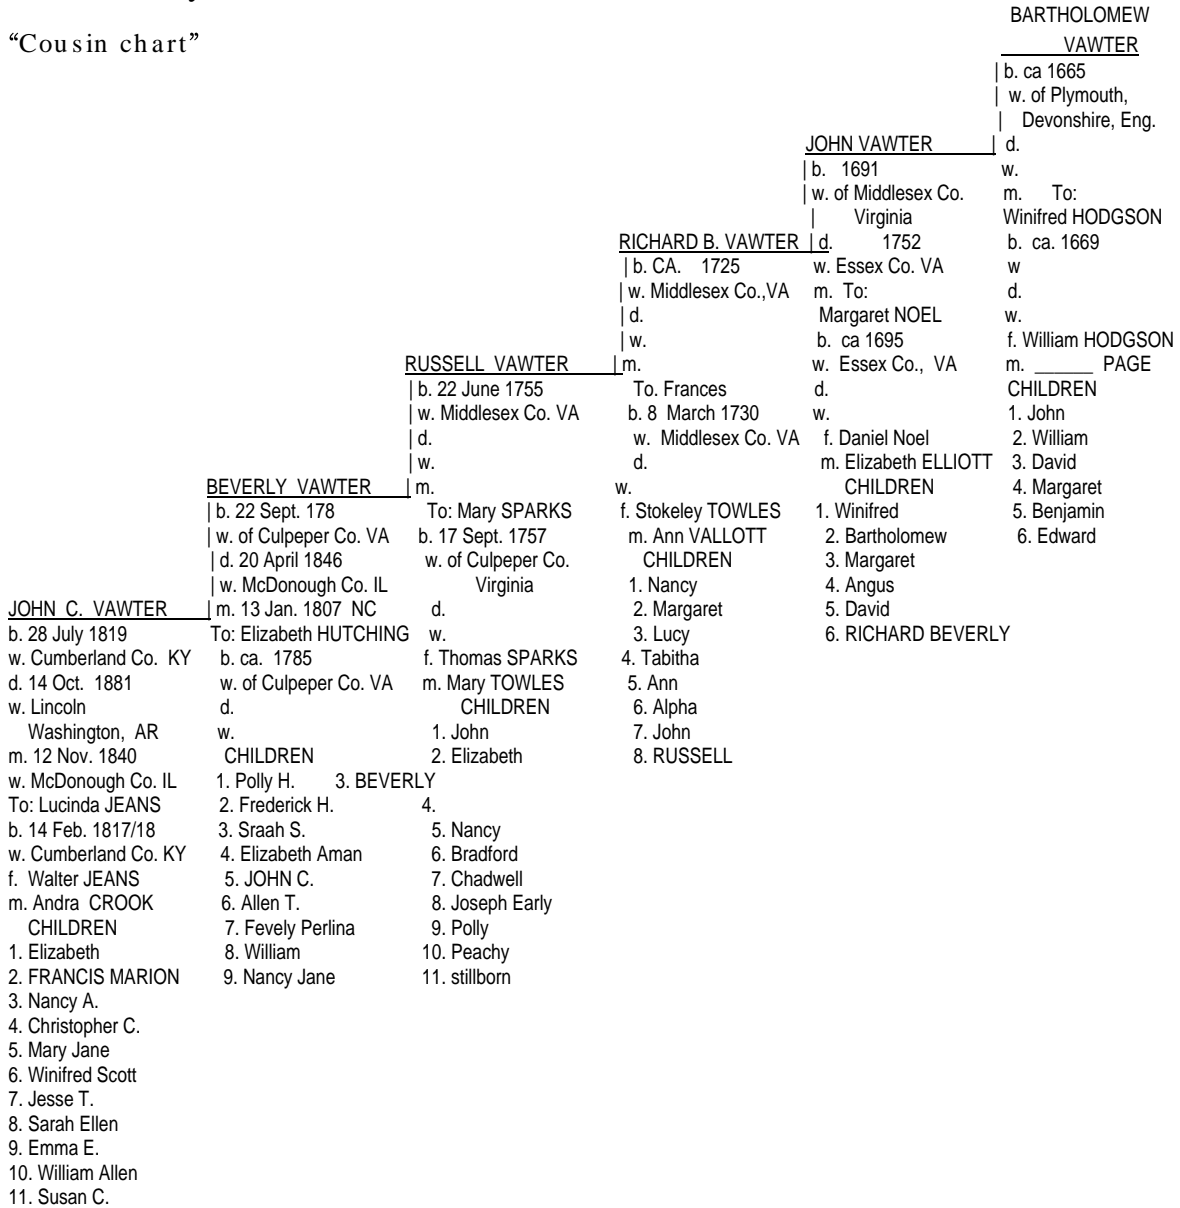 “Cousin chart”
BARTHOLOMEW
VAWTER
| b. ca 1665
| w. of Plymouth,
| Devonshire, Eng.
| d.
w.
m. To:
Winifred HODGSON
b. ca. 1669
w
d.
w.
f. William HODGSON
m. ______ PAGE
CHILDREN
1. John
2. William
3. David
4. Margaret
5. Benjamin
6. Edward
JOHN VAWTER
| b. 1691
| w. of Middlesex Co.
| Virginia
| d. 1752
w. Essex Co. VA
m. To:
Margaret NOEL
b. ca 1695
w. Essex Co., VA
d.
w.
f. Daniel Noel
m. Elizabeth ELLIOTT
CHILDREN
1. Winifred
2. Bartholomew
3. Margaret
4. Angus
5. David
6. RICHARD BEVERLY
RICHARD B. VAWTER
| b. CA. 1725
| w. Middlesex Co.,VA
| d.
| w.
| m.
To. Frances
b. 8 March 1730
w. Middlesex Co. VA
d.
w.
f. Stokeley TOWLES
m. Ann VALLOTT
CHILDREN
1. Nancy
2. Margaret
3. Lucy
4. Tabitha
5. Ann
6. Alpha
7. John
8. RUSSELL
RUSSELL VAWTER
| b. 22 June 1755
| w. Middlesex Co. VA
| d.
| w.
| m.
To: Mary SPARKS
b. 17 Sept. 1757
w. of Culpeper Co.
Virginia
d.
w.
f. Thomas SPARKS
m. Mary TOWLES
CHILDREN
1. John
2. Elizabeth
3. BEVERLY
4.
5. Nancy
6. Bradford
7. Chadwell
8. Joseph Early
9. Polly
10. Peachy
11. stillborn
BEVERLY VAWTER
| b. 22 Sept. 178
| w. of Culpeper Co. VA
| d. 20 April 1846
| w. McDonough Co. IL
| m. 13 Jan. 1807 NC
To: Elizabeth HUTCHING
b. ca. 1785
w. of Culpeper Co. VA
d.
w.
CHILDREN
1. Polly H.
2. Frederick H.
3. Sraah S.
4. Elizabeth Aman
5. JOHN C.
6. Allen T.
7. Fevely Perlina
8. William
9. Nancy Jane
JOHN C. VAWTER
b. 28 July 1819
w. Cumberland Co. KY
d. 14 Oct. 1881
w. Lincoln
Washington, AR
m. 12 Nov. 1840
w. McDonough Co. IL
To: Lucinda JEANS
b. 14 Feb. 1817/18
w. Cumberland Co. KY
f. Walter JEANS
m. Andra CROOK
CHILDREN
1. Elizabeth
2. FRANCIS MARION
3. Nancy A.
4. Christopher C.
5. Mary Jane
6. Winifred Scott
7. Jesse T.
8. Sarah Ellen
9. Emma E.
10. William Allen
11. Susan C.